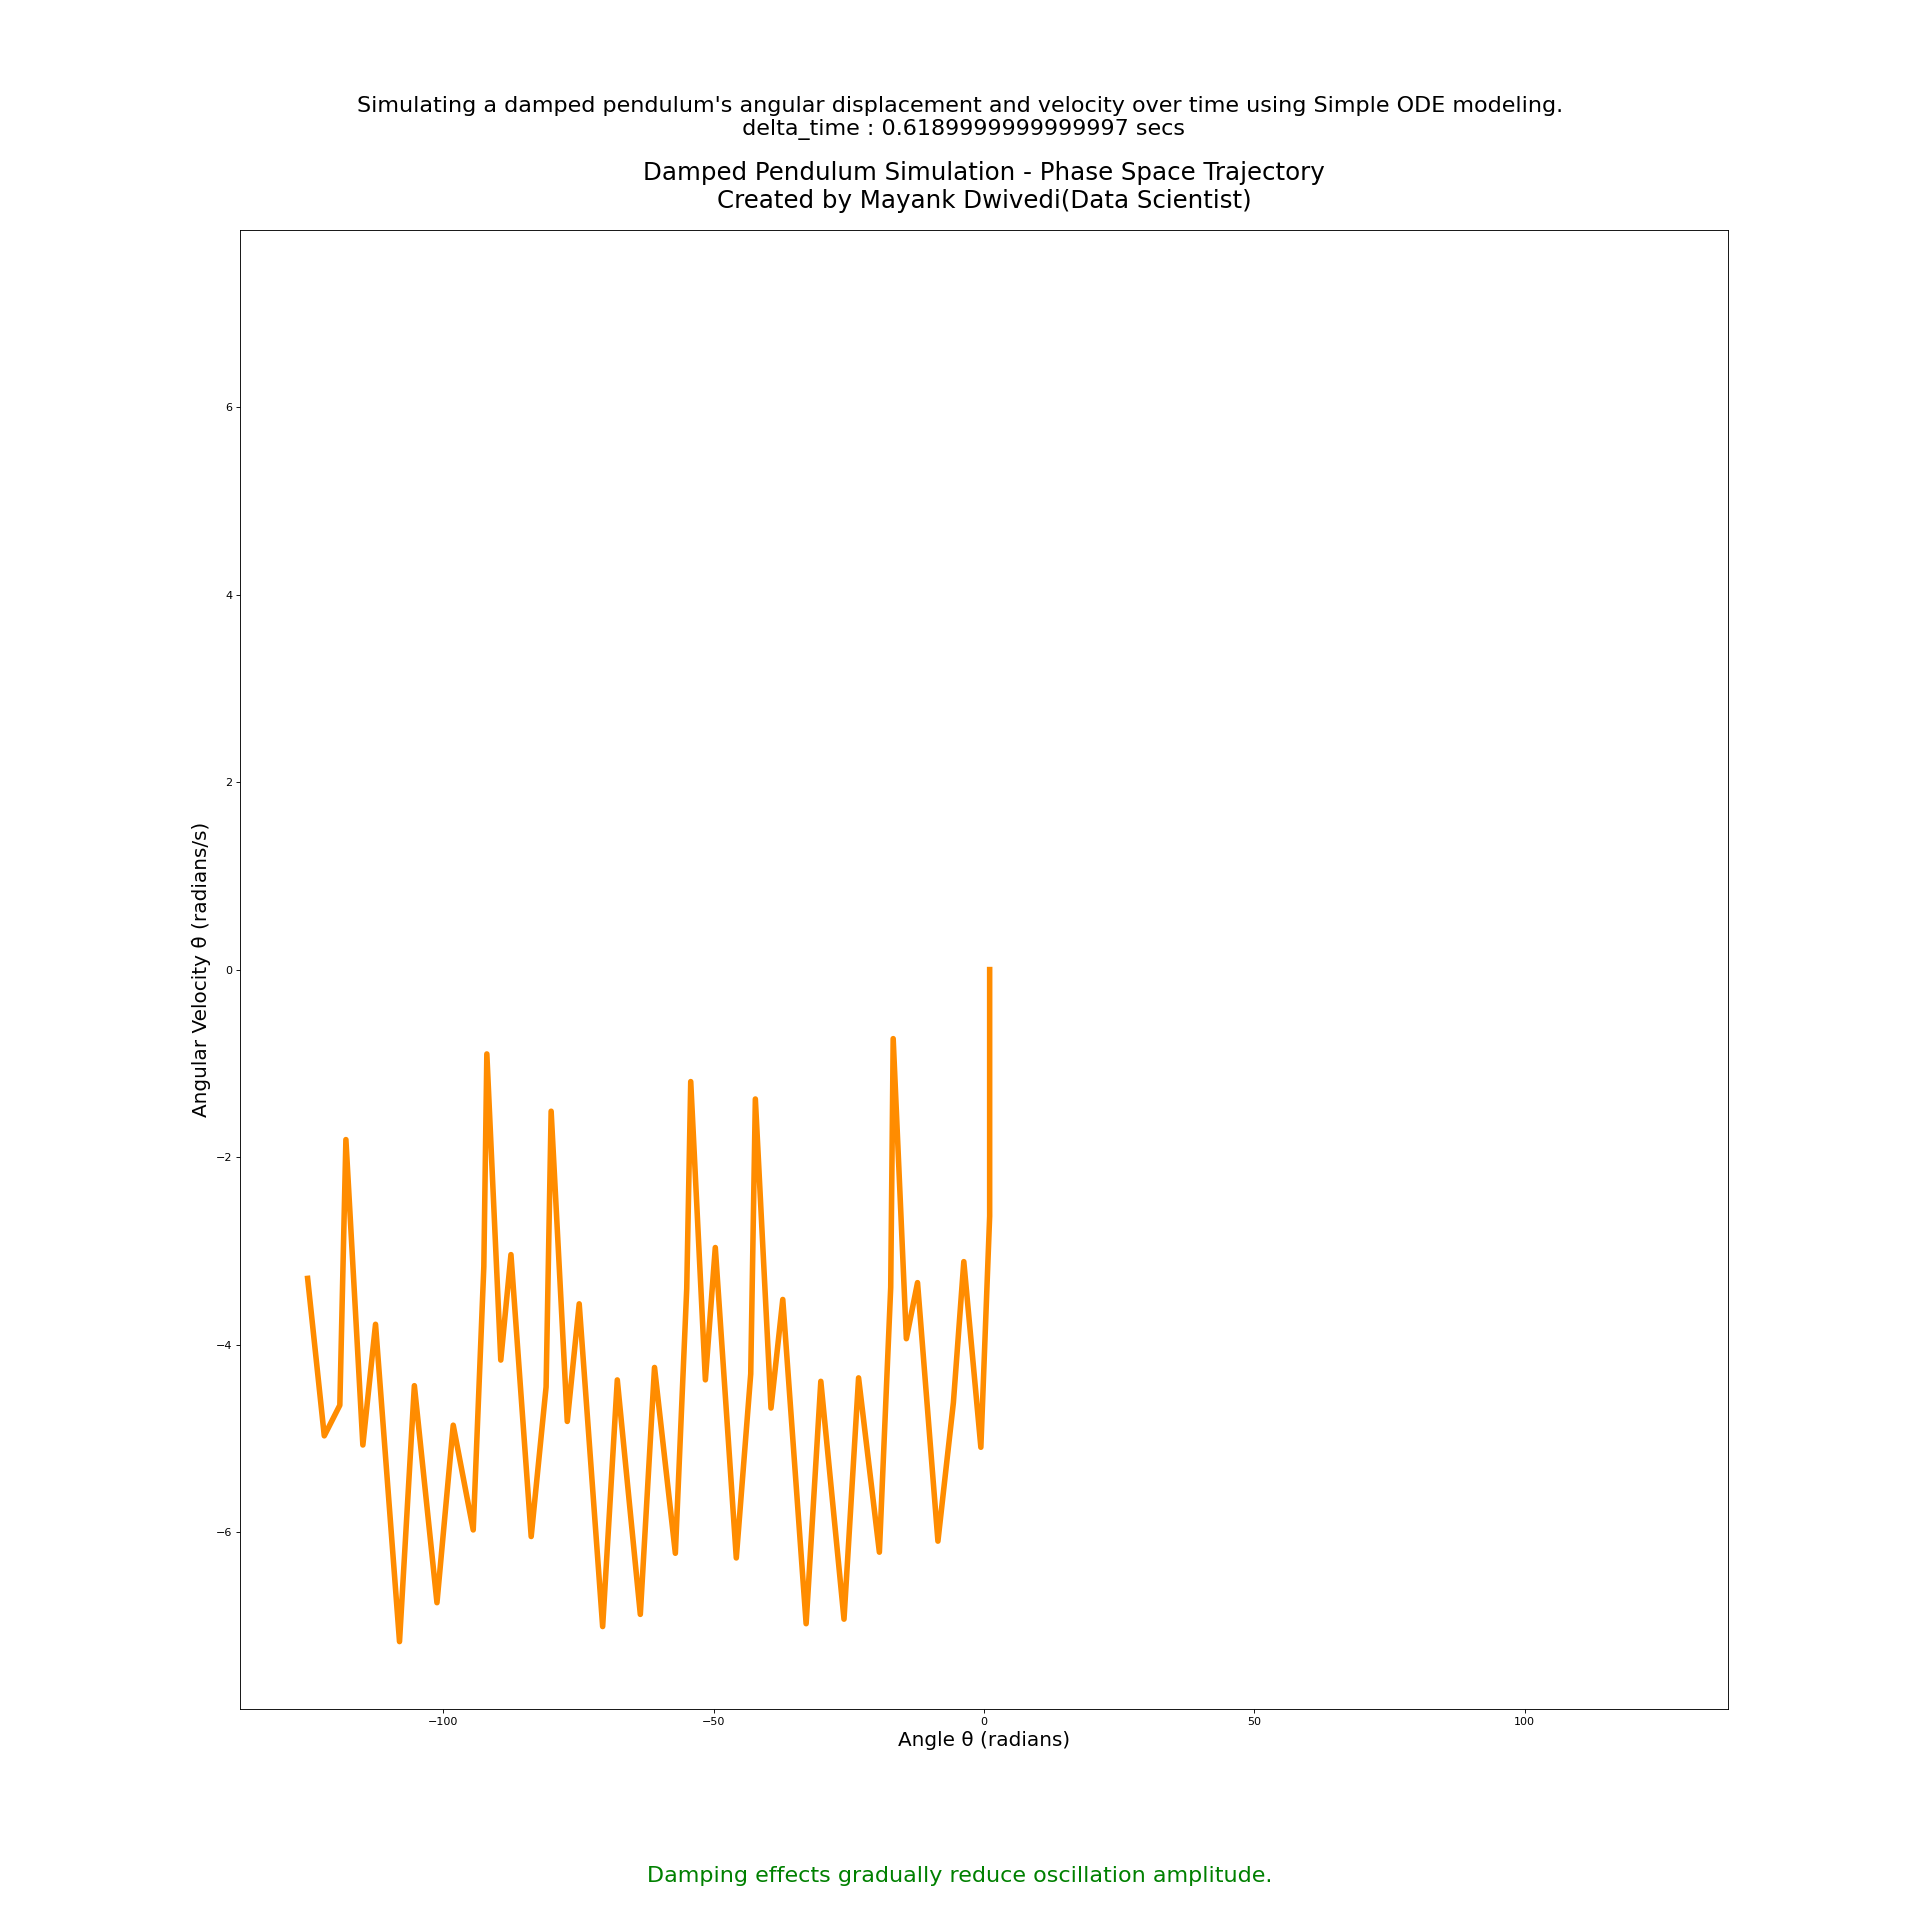 Simulating a damped pendulum's angular displacement and velocity over time using Simple ODE modeling.
delta_time : 0.6189999999999997 secs
Damped Pendulum Simulation - Phase Space Trajectory
Created by Mayank Dwivedi(Data Scientist)
6
4
2
0
−2
−4
−6
Angular Velocity θ̇ (radians/s)
−100
−50
0
50
100
Angle θ (radians)
Damping effects gradually reduce oscillation amplitude.